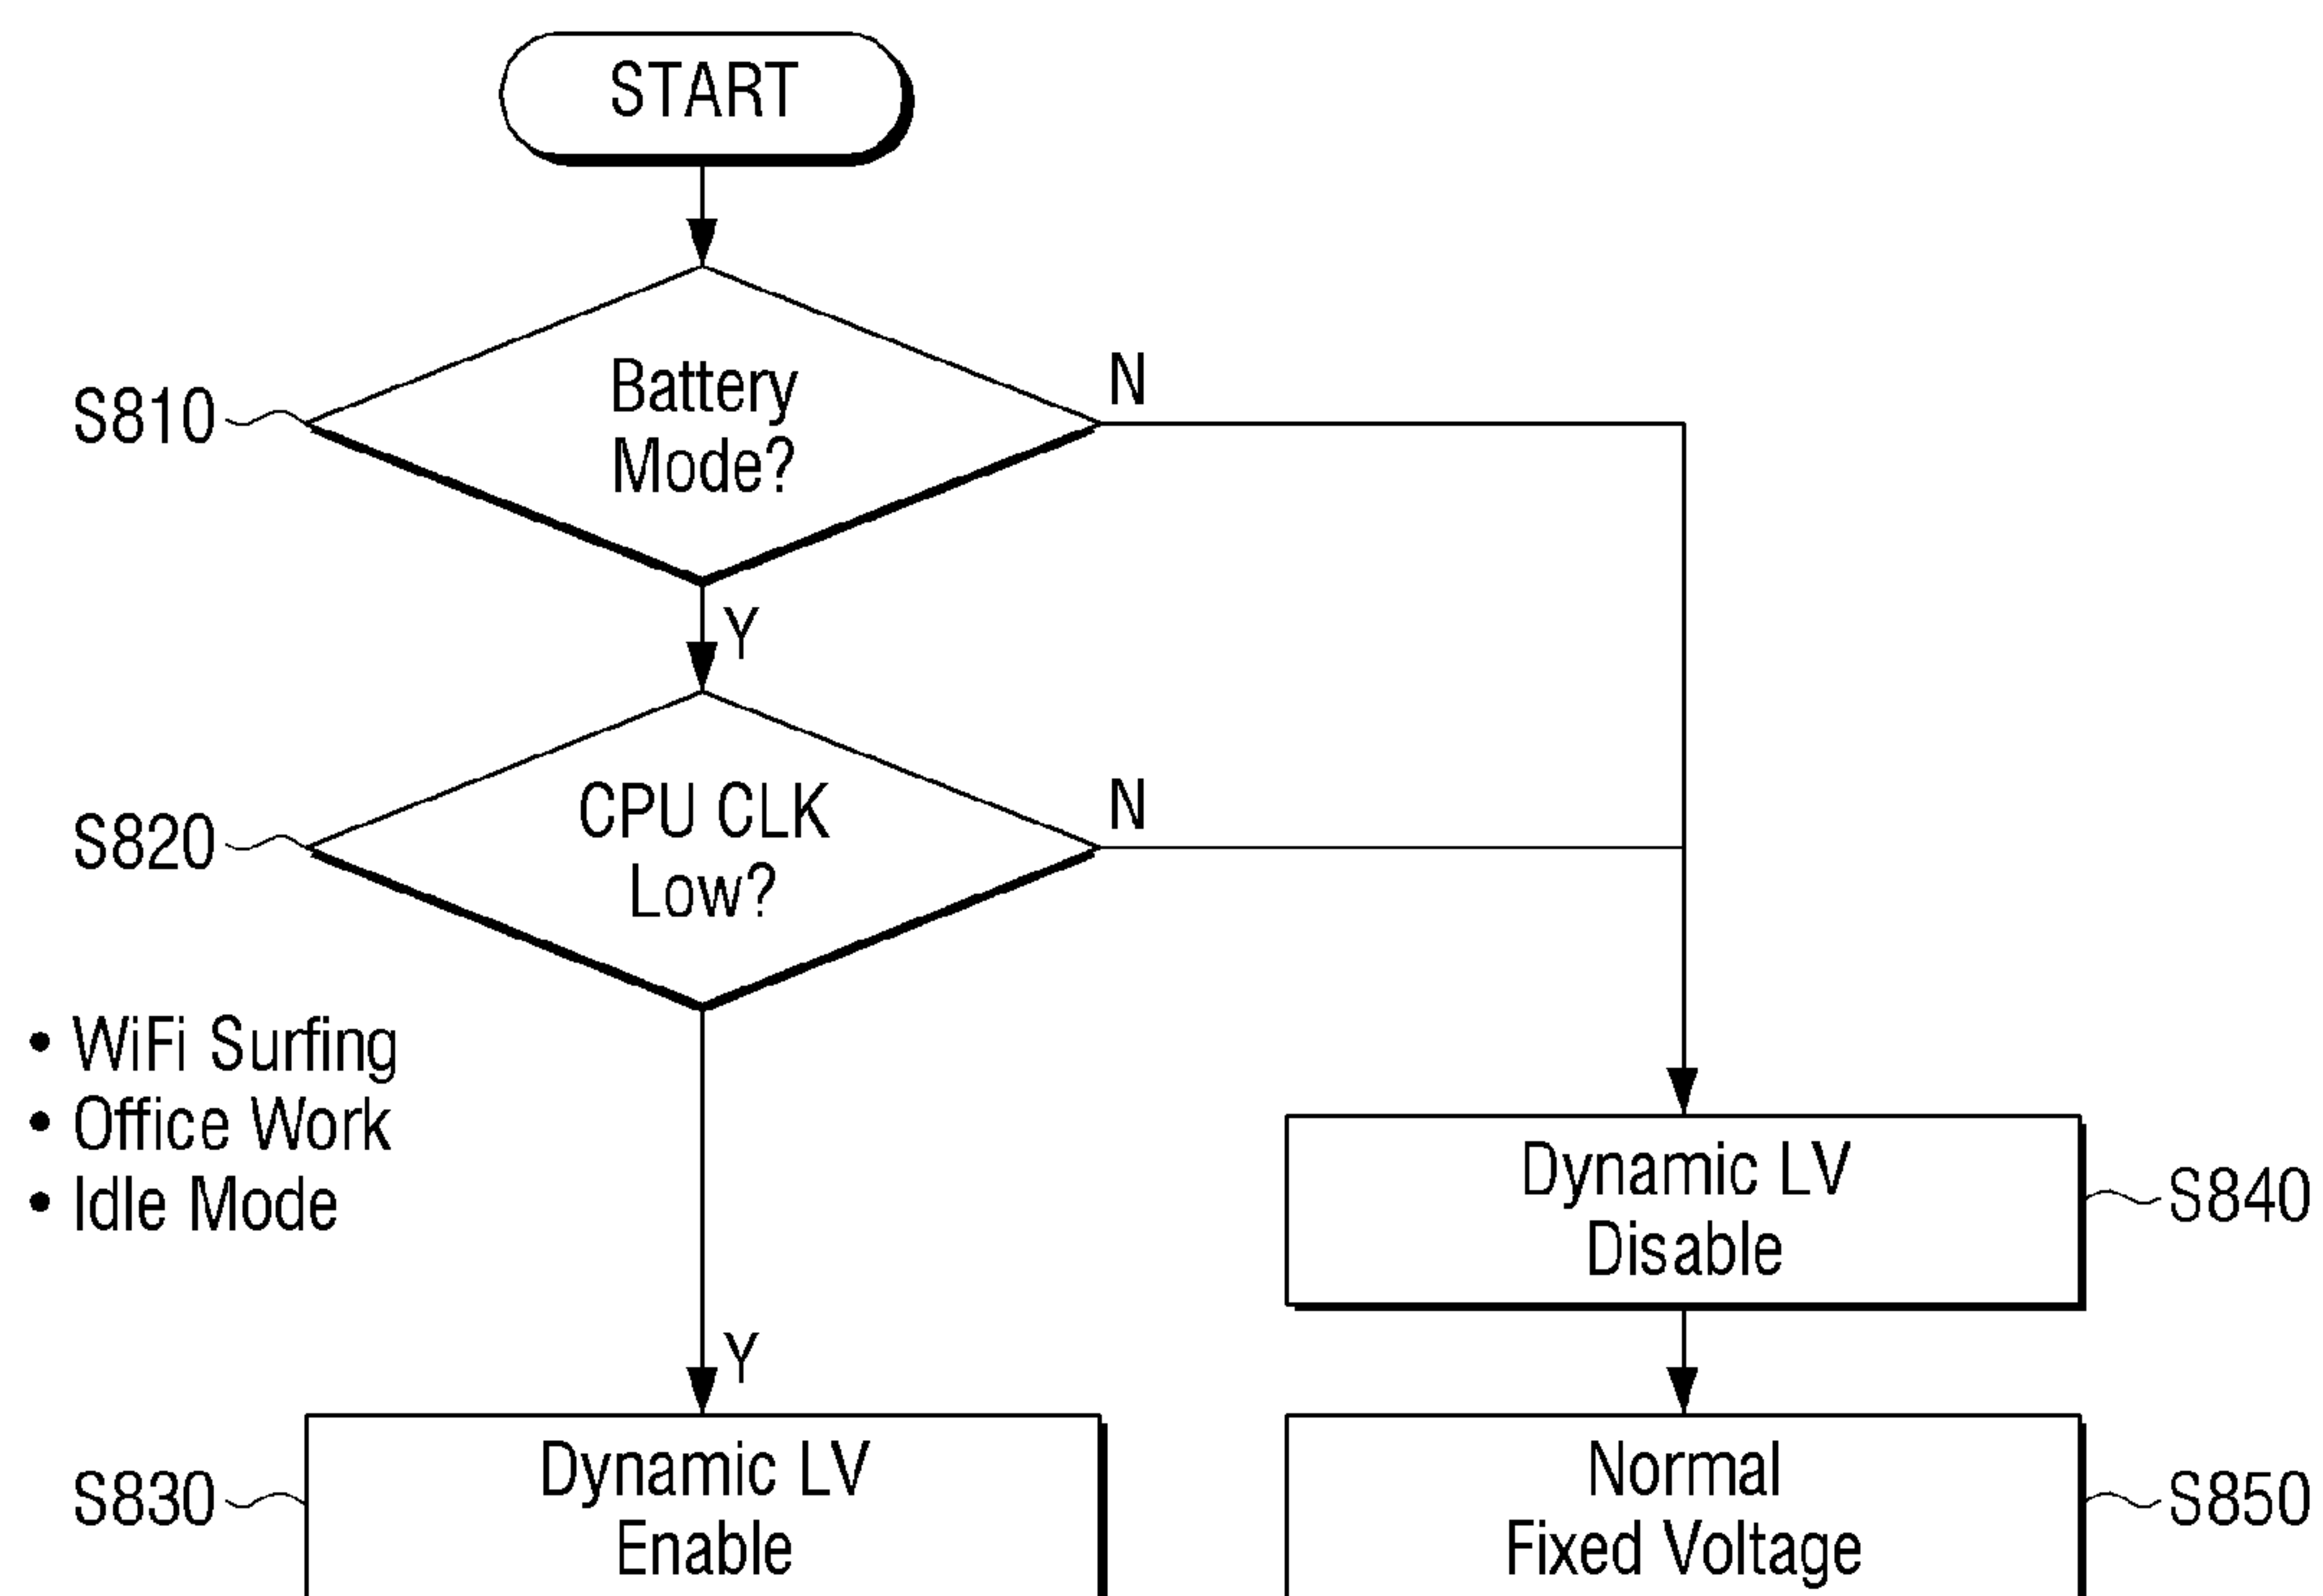 START
Battery
Mode?
S810
N
Y
CPU CLK
Low?
S820
N
• WiFi Surfing
• Office Work
• Idle Mode
Y
Dynamic LV
Disable
S840
Dynamic LV
Enable
S830
Normal
Fixed Voltage
S850